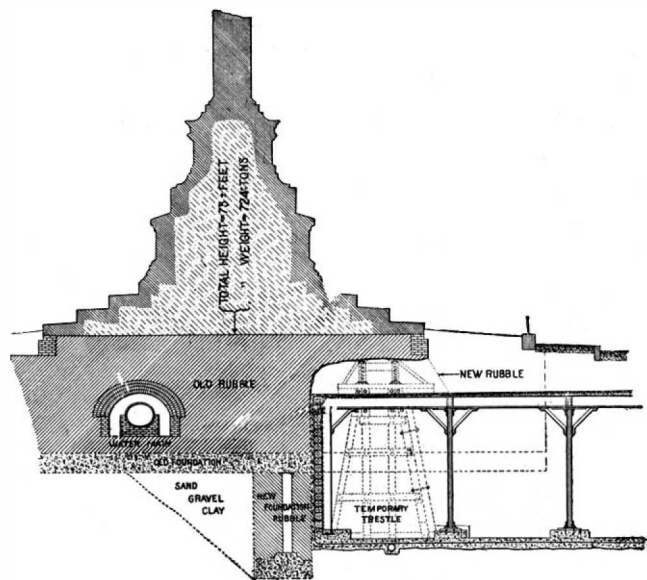 TOTAL HEIGHT=75± FEET
" WEIGHT=724± TONS
OLD RUBBLE
NEW RUBBLE
WATER MAIN
OLD FOUNDATION
SAND
GRAVEL
CLAY
NEW
FOUNDATION
RUBBLE
TEMPORARY
TRESTLE